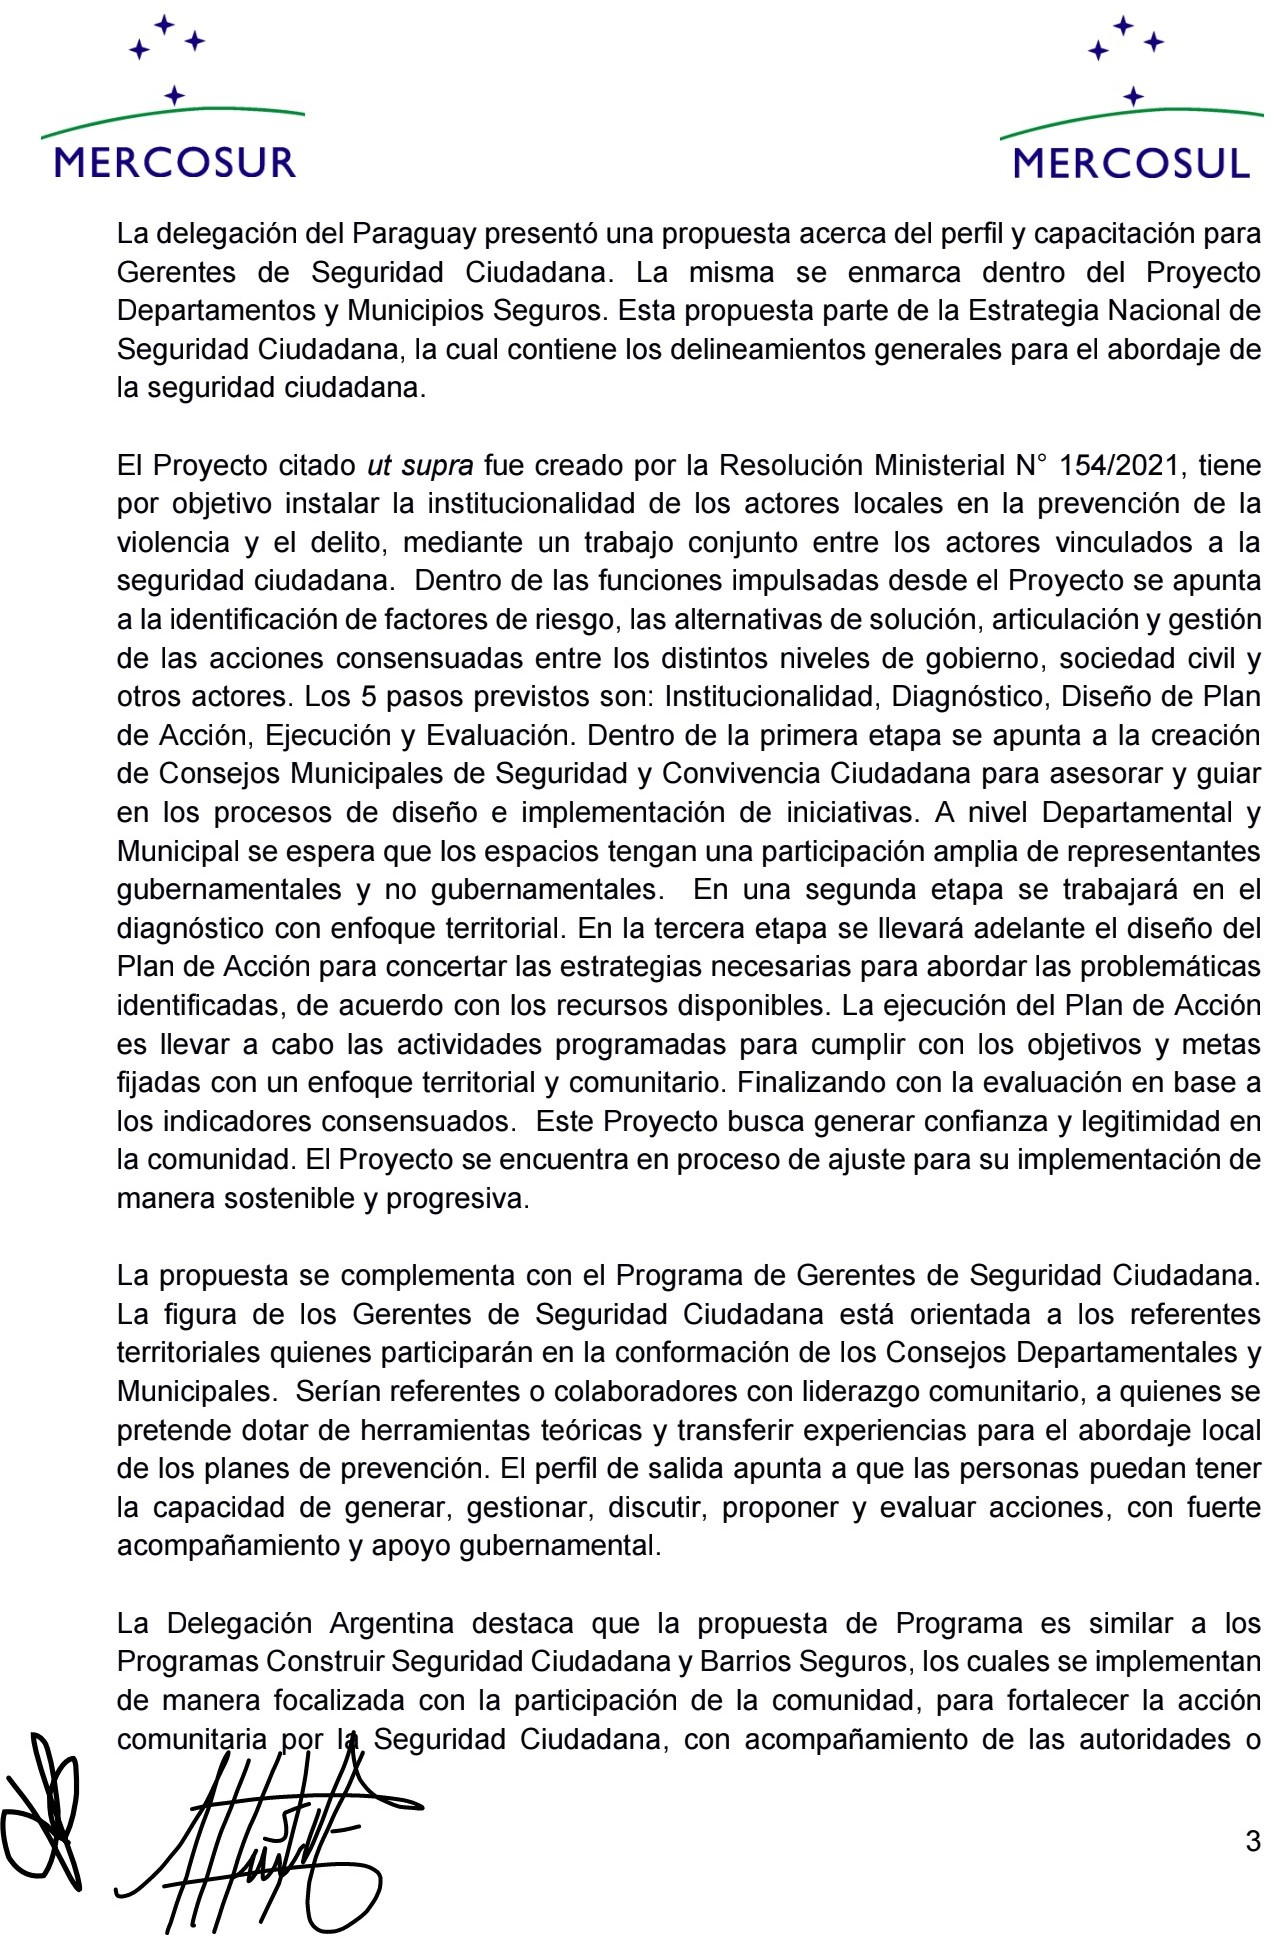 MERCOSUR
MERCOSUL
La delegación del Paraguay presentó una propuesta acerca del perfil y capacitación para
Gerentes de Seguridad Ciudadana. La misma se enmarca dentro del Proyecto
Departamentos y Municipios Seguros. Esta propuesta parte de la Estrategia Nacional de
Seguridad Ciudadana, la cual contiene los delineamientos generales para el abordaje de
la seguridad ciudadana.
El Proyecto citado ut supra fue creado por la Resolución Ministerial N° 154/2021, tiene
por objetivo instalar la institucionalidad de los actores locales en la prevención de la
violencia y el delito, mediante un trabajo conjunto entre los actores vinculados a la
seguridad ciudadana.  Dentro de las funciones impulsadas desde el Proyecto se apunta
a la identificación de factores de riesgo, las alternativas de solución, articulación y gestión
de las acciones consensuadas entre los distintos niveles de gobierno, sociedad civil y
otros actores. Los 5 pasos previstos son: Institucionalidad, Diagnóstico, Diseño de Plan
de Acción, Ejecución y Evaluación. Dentro de la primera etapa se apunta a la creación
de Consejos Municipales de Seguridad y Convivencia Ciudadana para asesorar y guiar
en los procesos de diseño e implementación de iniciativas. A nivel Departamental y
Municipal se espera que los espacios tengan una participación amplia de representantes
gubernamentales y no gubernamentales.  En una segunda etapa se trabajará en el
diagnóstico con enfoque territorial. En la tercera etapa se llevará adelante el diseño del
Plan de Acción para concertar las estrategias necesarias para abordar las problemáticas
identificadas, de acuerdo con los recursos disponibles. La ejecución del Plan de Acción
es llevar a cabo las actividades programadas para cumplir con los objetivos y metas
fijadas con un enfoque territorial y comunitario. Finalizando con la evaluación en base a
los indicadores consensuados.  Este Proyecto busca generar confianza y legitimidad en
la comunidad. El Proyecto se encuentra en proceso de ajuste para su implementación de
manera sostenible y progresiva.
La propuesta se complementa con el Programa de Gerentes de Seguridad Ciudadana.
La figura de los Gerentes de Seguridad Ciudadana está orientada a los referentes
territoriales quienes participarán en la conformación de los Consejos Departamentales y
Municipales.  Serían referentes o colaboradores con liderazgo comunitario, a quienes se
pretende dotar de herramientas teóricas y transferir experiencias para el abordaje local
de los planes de prevención. El perfil de salida apunta a que las personas puedan tener
la capacidad de generar, gestionar, discutir, proponer y evaluar acciones, con fuerte
acompañamiento y apoyo gubernamental.
La Delegación Argentina destaca que la propuesta de Programa es similar a los
Programas Construir Seguridad Ciudadana y Barrios Seguros, los cuales se implementan
de manera focalizada con la participación de la comunidad, para fortalecer la acción
comunitaria por la Seguridad Ciudadana, con acompañamiento de las autoridades o
3